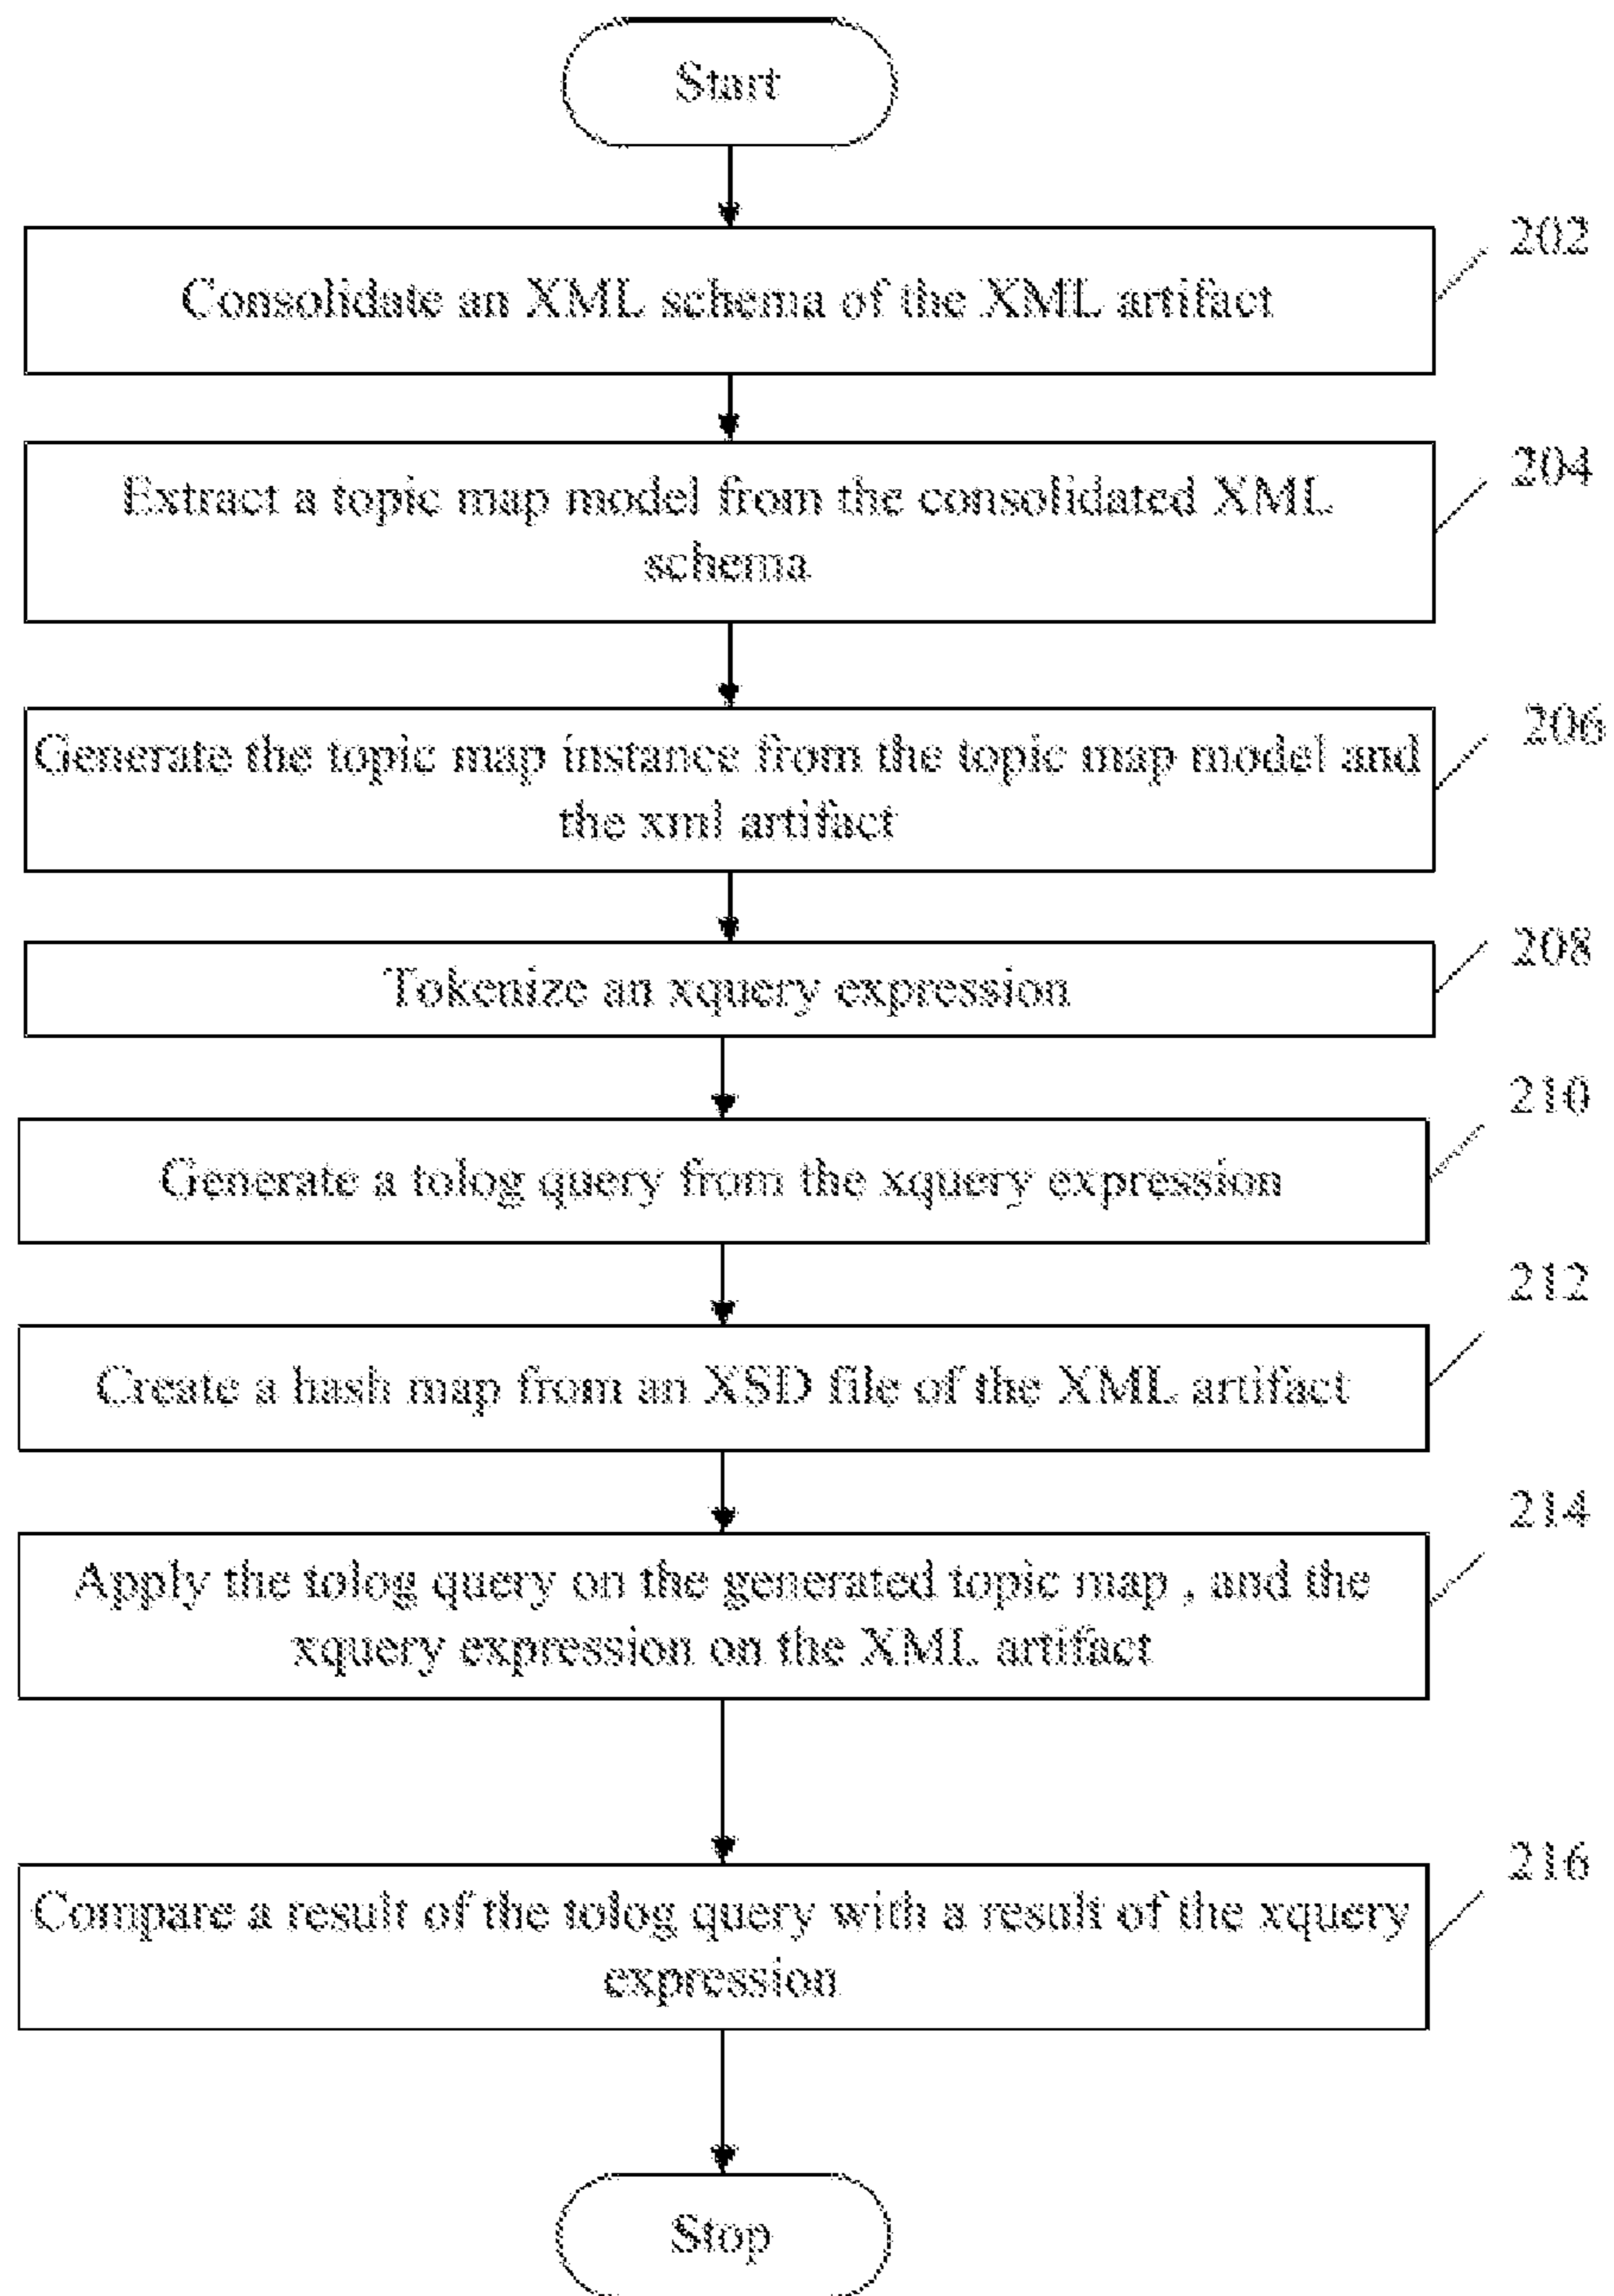 Start
202
Consolidate an XML schema of the XML artifact
204
Extract a topic map model from the consolidated XML
schema
206
Generate the topic map instance from the topic map model and
the xml artifact
208
Tokenize an xquery expression
210
Generate a tolog query from the xquery expression
212
Create a hash map from an XSD file of the XML artifact
214
Apply the tolog query on the generated topic map , and the
xquery expression on the XML artifact
216
Compare a result of the tolog query with a result of the xquery
expression
Stop